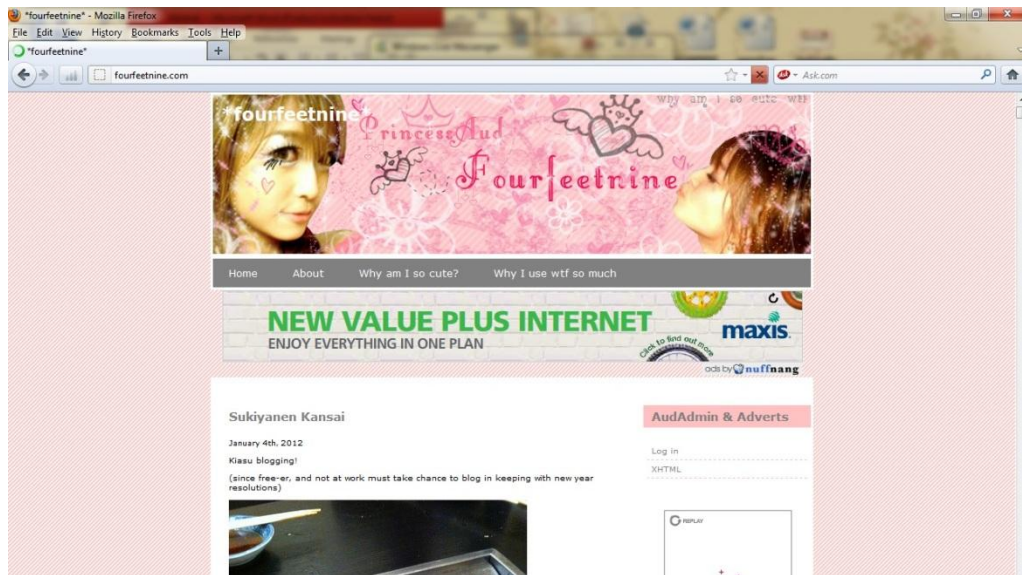 *fourfeetnine* - Mozilla Firefox
File Edit View History Bookmarks Tools Help
*fourfeetnine*
fourfeetnine.com
Ask.com
*fourfeetnine*
why am I so cute wtf
PrincessAud
Fourfeetnine
Home About Why am I so cute? Why I use wtf so much
NEW VALUE PLUS INTERNET
ENJOY EVERYTHING IN ONE PLAN
Click to find out more
maxis
ads by nuffnang
Sukiyanen Kansai
January 4th, 2012
Kiasu blogging!
(since free-er, and not at work must take chance to blog in keeping with new year
resolutions)
AudAdmin & Adverts
Log in
XHTML
REPLAY